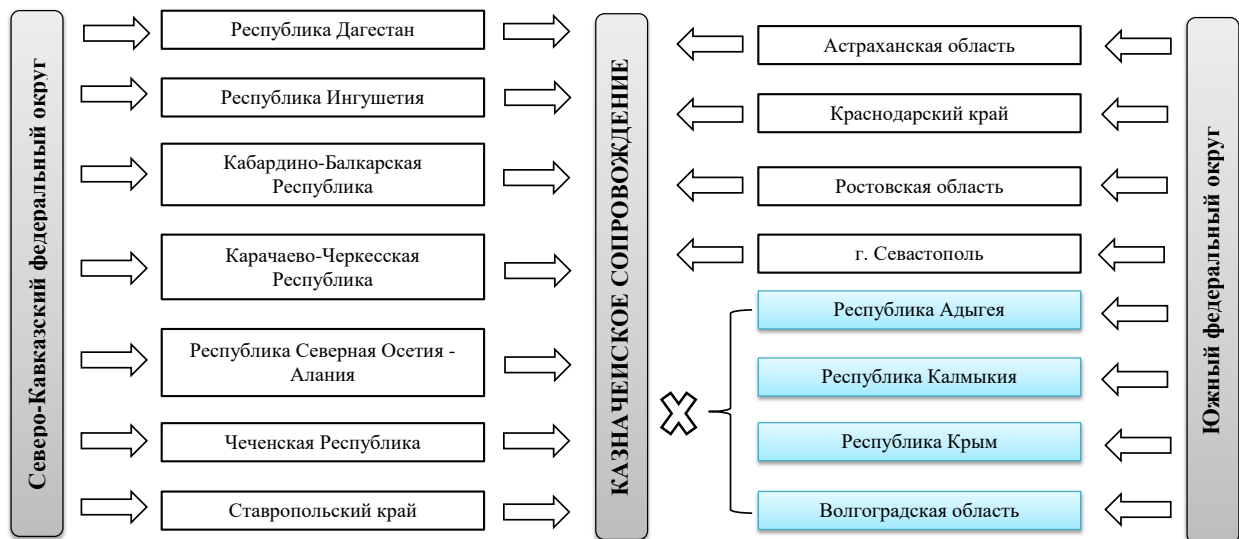 Северо-Кавказский федеральный округ
Республика Дагестан
Республика Ингушетия
Кабардино-Балкарская
Республика
Карачаево-Черкесская
Республика
Республика Северная Осетия -
Алания
Чеченская Республика
Ставропольский край
КАЗНАЧЕЙСКОЕ СОПРОВОЖДЕНИЕ
Астраханская область
Краснодарский край
Ростовская область
г. Севастополь
Республика Адыгея
Республика Калмыкия
Республика Крым
Волгоградская область
Южный федеральный округ